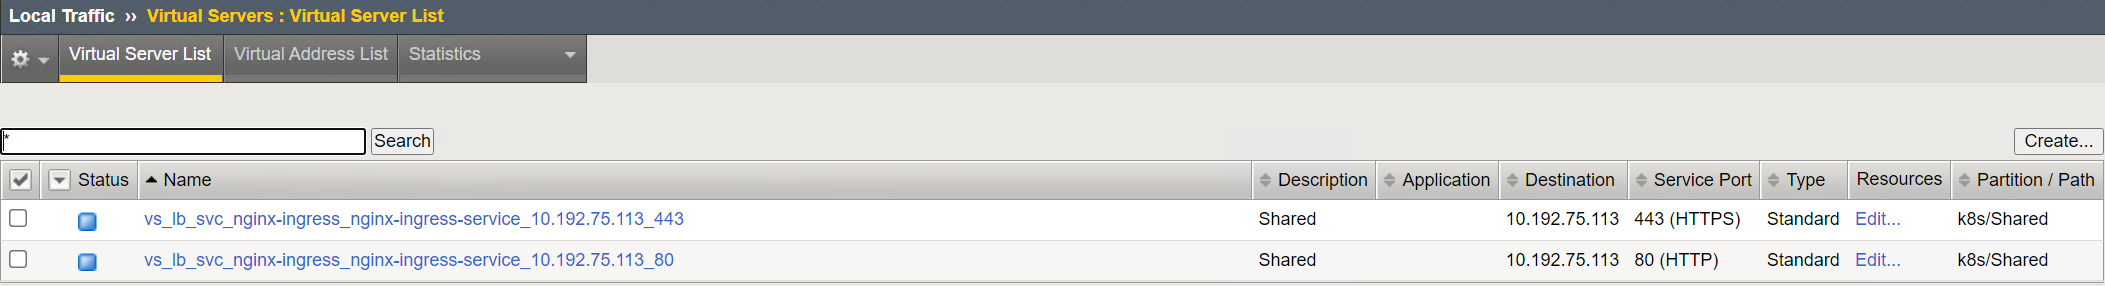 Local Traffic ›› Virtual Servers : Virtual Server List
Virtual Server List Virtual Address List Statistics
* Search Create...
Status Name Description Application Destination Service Port Type Resources Partition / Path
vs_lb_svc_nginx-ingress_nginx-ingress-service_10.192.75.113_443 Shared 10.192.75.113 443 (HTTPS) Standard Edit... k8s/Shared
vs_lb_svc_nginx-ingress_nginx-ingress-service_10.192.75.113_80 Shared 10.192.75.113 80 (HTTP) Standard Edit... k8s/Shared